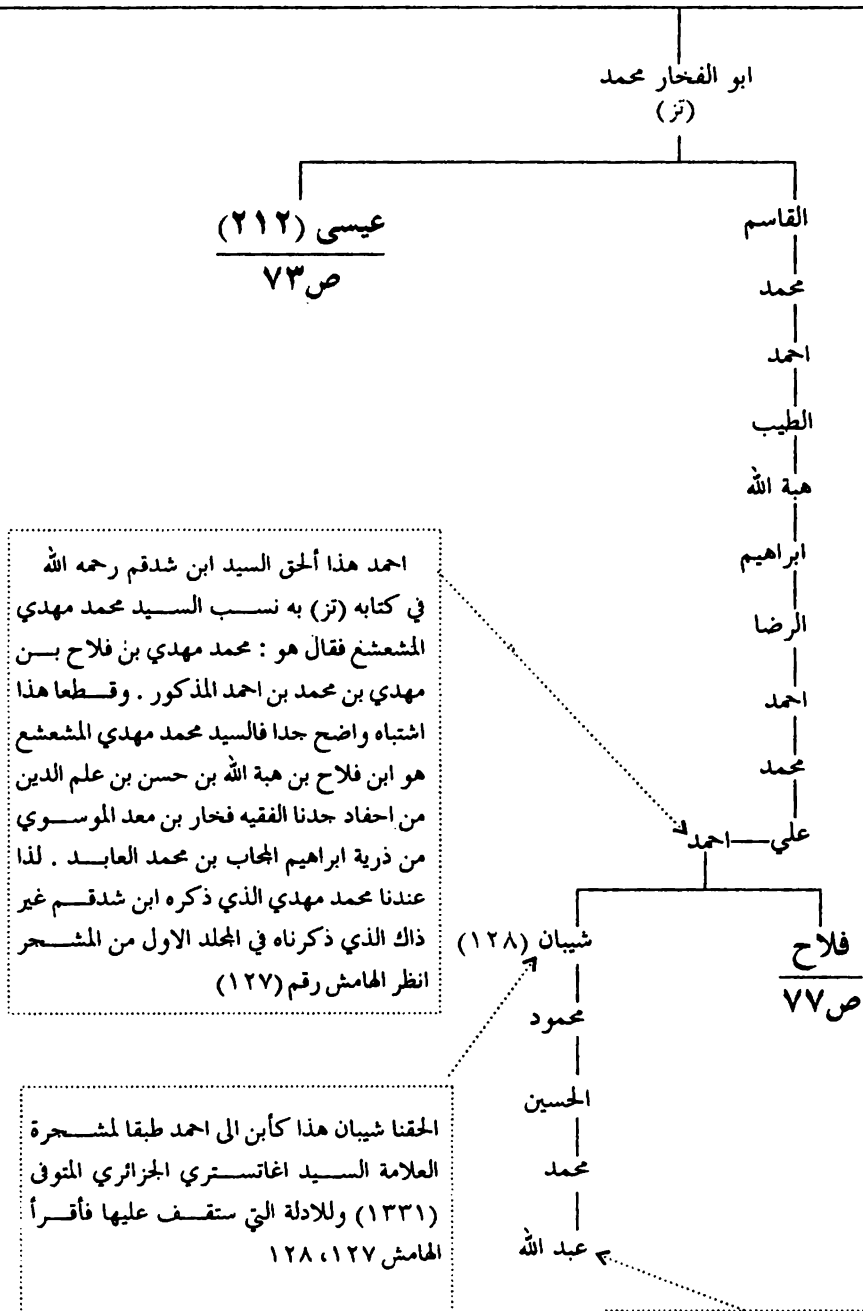 ابو الفخار محمد
(تز)
القاسم
عيسى (٢١٢)
ص٧٣
محمد
احمد
الطيب
هبة الله
ابراهيم
الرضا
احمد
محمد
علي—احمد
احمد هذا ألحق السيد ابن شدقم رحمه الله
في كتابه (تز) به نسب السيد محمد مهدي
المشعشغ فقال هو : محمد مهدي بن فلاح بن
مهدي بن محمد بن احمد المذكور . وقطعا هذا
اشتباه واضح جدا فالسيد محمد مهدي المشعشع
هو ابن فلاح بن هبة الله بن حسن بن علم الدين
من احفاد جدنا الفقيه فخار بن معد الموسوي
من ذرية ابراهيم المجاب بن محمد العابد . لذا
عندنا محمد مهدي الذي ذكره ابن شدقم غير
ذاك الذي ذكرناه في المجلد الاول من المشجر
انظر الهامش رقم (١٢٧)
فلاح
ص٧٧
شيبان (١٢٨)
محمود
الحسين
محمد
عبد الله
الحقنا شيبان هذا كأبن الى احمد طبقا لمشجرة
العلامة السيد اغاتستري الجزائري المتوفى
(١٣٣١) وللادلة التي ستقف عليها فأقرأ
الهامش ١٢٧، ١٢٨